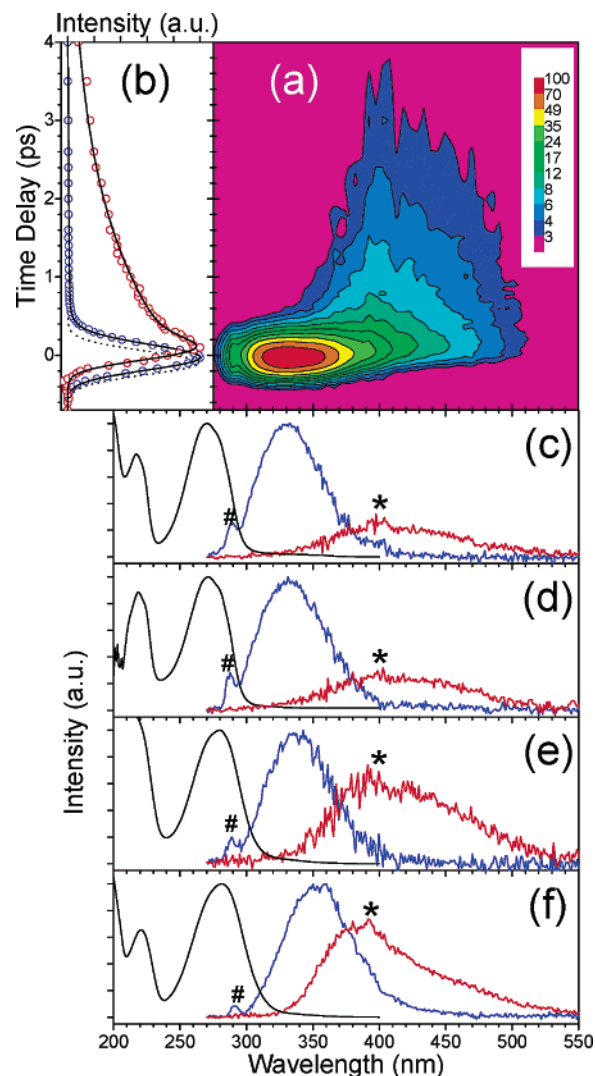 Intensity (a.u.)
(b)
(a)
4
3
2
1
0
Time Delay (ps)
100
70
49
35
24
17
12
8
6
4
3
(c)
#
*
(d)
#
*
(e)
#
*
(f)
#
*
Intensity (a.u.)
200 250 300 350 400 450 500 550
Wavelength (nm)